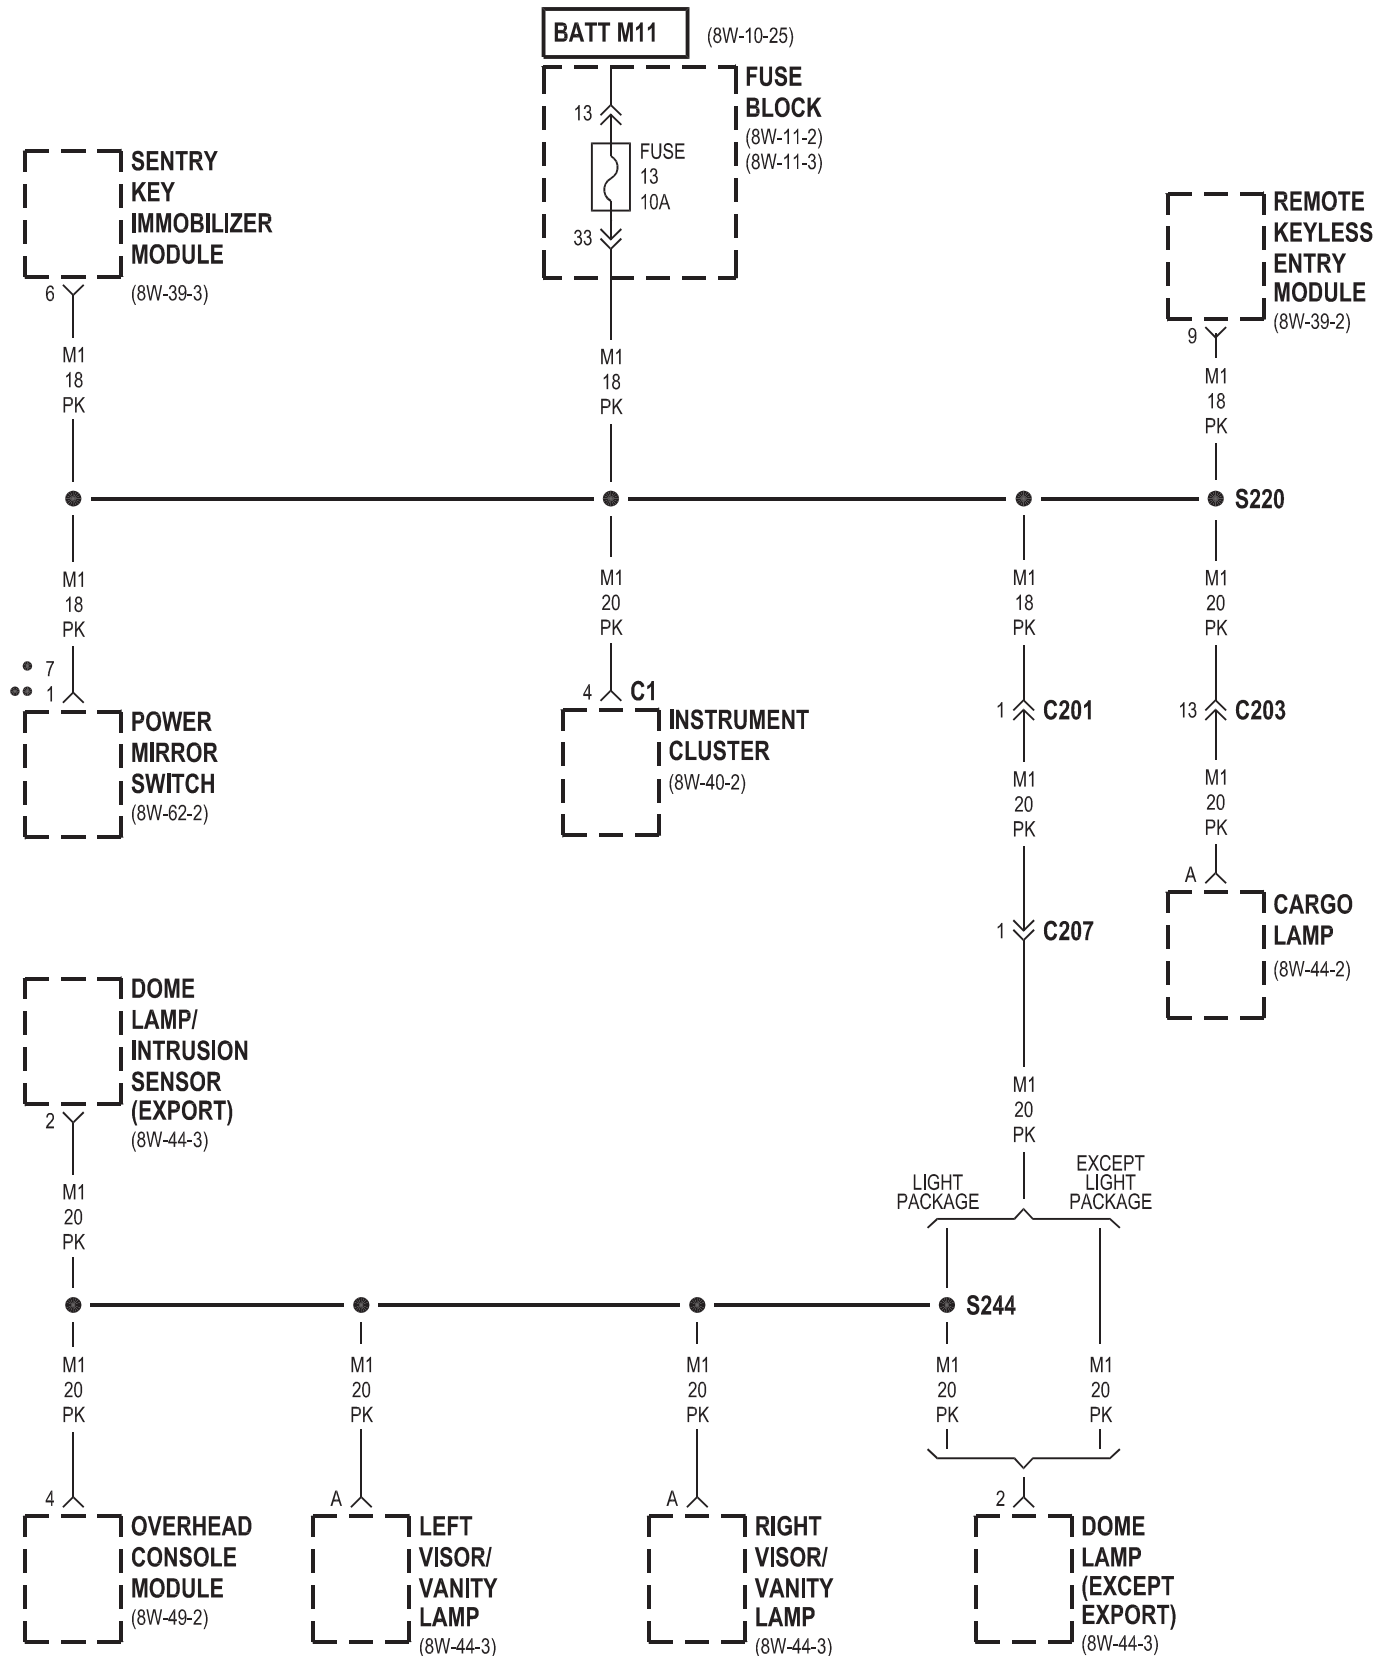 BATT M11
(8W-10-25)
FUSE
BLOCK
(8W-11-2)
(8W-11-3)
13
FUSE
13
10A
33
SENTRY
KEY
IMMOBILIZER
MODULE
(8W-39-3)
6
M1
18
PK
M1
18
PK
REMOTE
KEYLESS
ENTRY
MODULE
(8W-39-2)
9
M1
18
PK
S220
M1
18
PK
7
1
POWER
MIRROR
SWITCH
(8W-62-2)
M1
20
PK
4
C1
INSTRUMENT
CLUSTER
(8W-40-2)
M1
18
PK
1
C201
M1
20
PK
1
C207
M1
20
PK
M1
20
PK
13
C203
M1
20
PK
A
CARGO
LAMP
(8W-44-2)
DOME
LAMP/
INTRUSION
SENSOR
(EXPORT)
(8W-44-3)
2
M1
20
PK
LIGHT
PACKAGE
EXCEPT
LIGHT
PACKAGE
S244
M1
20
PK
M1
20
PK
M1
20
PK
M1
20
PK
M1
20
PK
4
OVERHEAD
CONSOLE
MODULE
(8W-49-2)
A
LEFT
VISOR/
VANITY
LAMP
(8W-44-3)
A
RIGHT
VISOR/
VANITY
LAMP
(8W-44-3)
2
DOME
LAMP
(EXCEPT
EXPORT)
(8W-44-3)